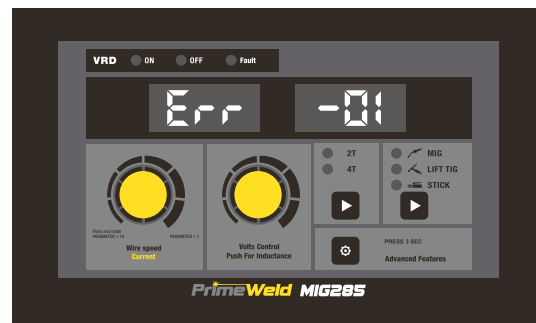 VRD ON OFF Fault
Err -01
2T
4T
MIG
LIFT TIG
STICK
Press and rotate
PARAMETER × 10
PARAMETER × 1
Wire speed
Current
Volts Control
Push For Inductance
PRESS 3 SEC
Advanced Features
PrimeWeld MIG285